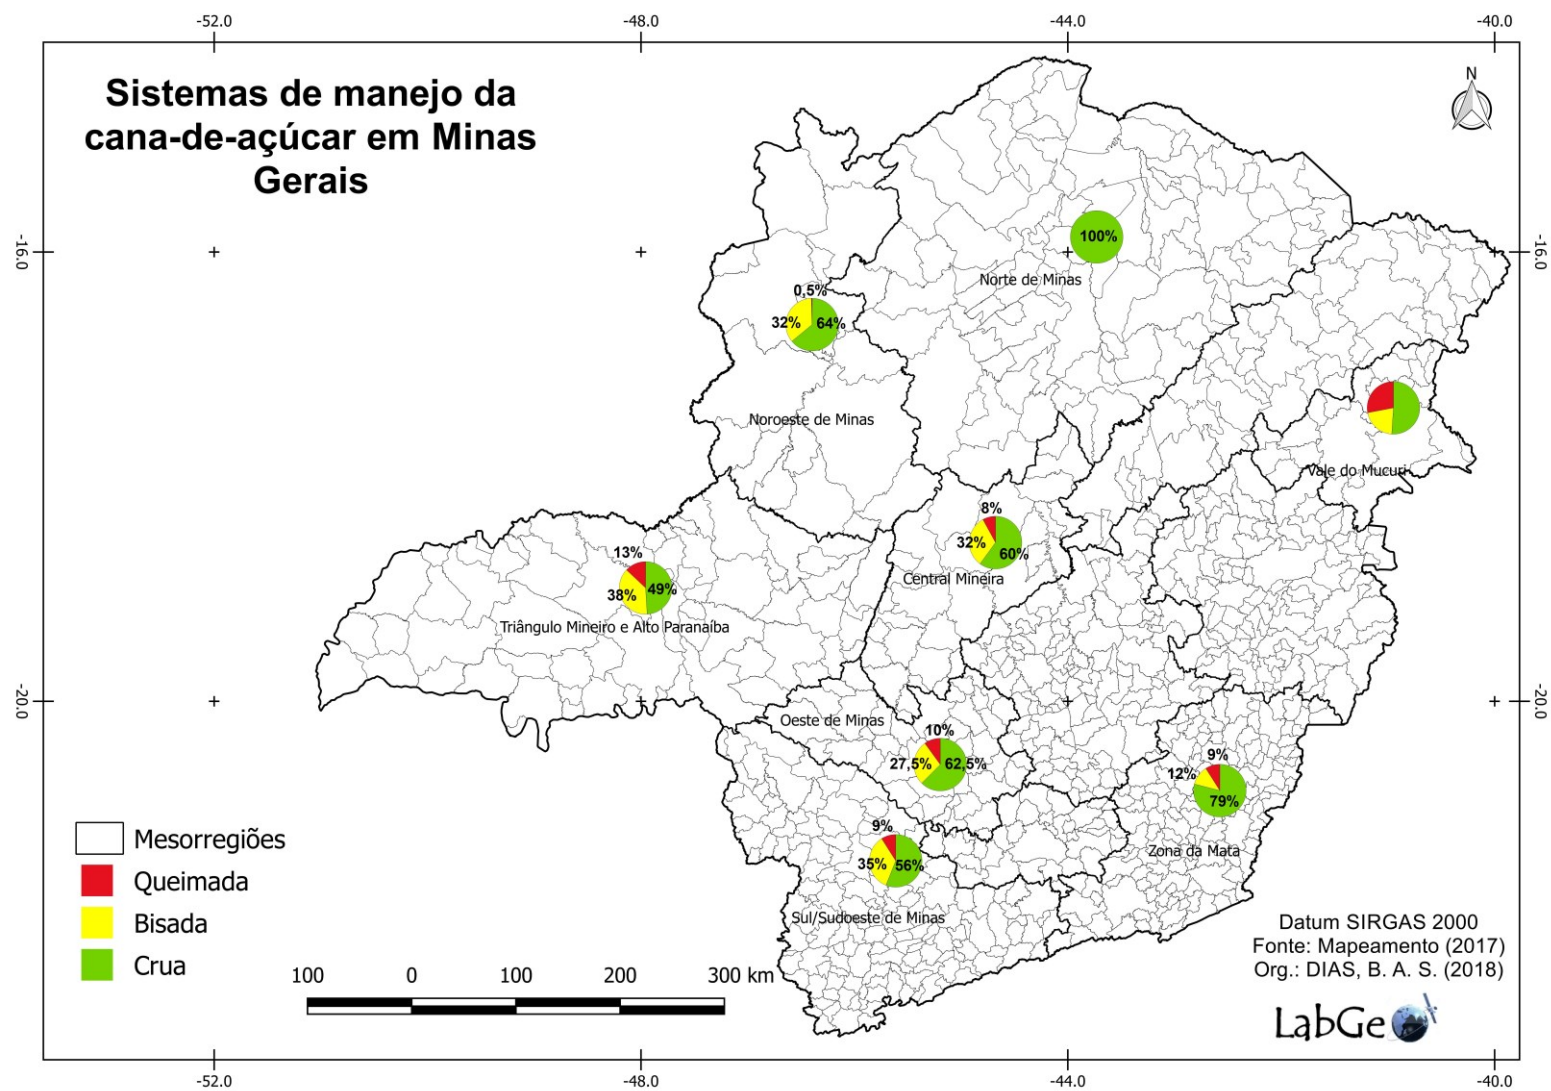 -52.0
-48.0
-44.0
-40.0
Sistemas de manejo da
cana-de-açúcar em Minas
Gerais
N
-16.0
-16.0
100%
Norte de Minas
0,5%
32%
64%
Noroeste de Minas
Vale do Mucuri
8%
32%
60%
Central Mineira
13%
38%
49%
Triângulo Mineiro e Alto Paranaíba
-20.0
-20.0
Oeste de Minas
10%
27,5%
62,5%
9%
12%
79%
Zona da Mata
9%
35%
56%
Sul/Sudoeste de Minas
Mesorregiões
Queimada
Bisada
Crua
100 0 100 200 300 km
Datum SIRGAS 2000
Fonte: Mapeamento (2017)
Org.: DIAS, B. A. S. (2018)
LabGeo
-52.0
-48.0
-44.0
-40.0